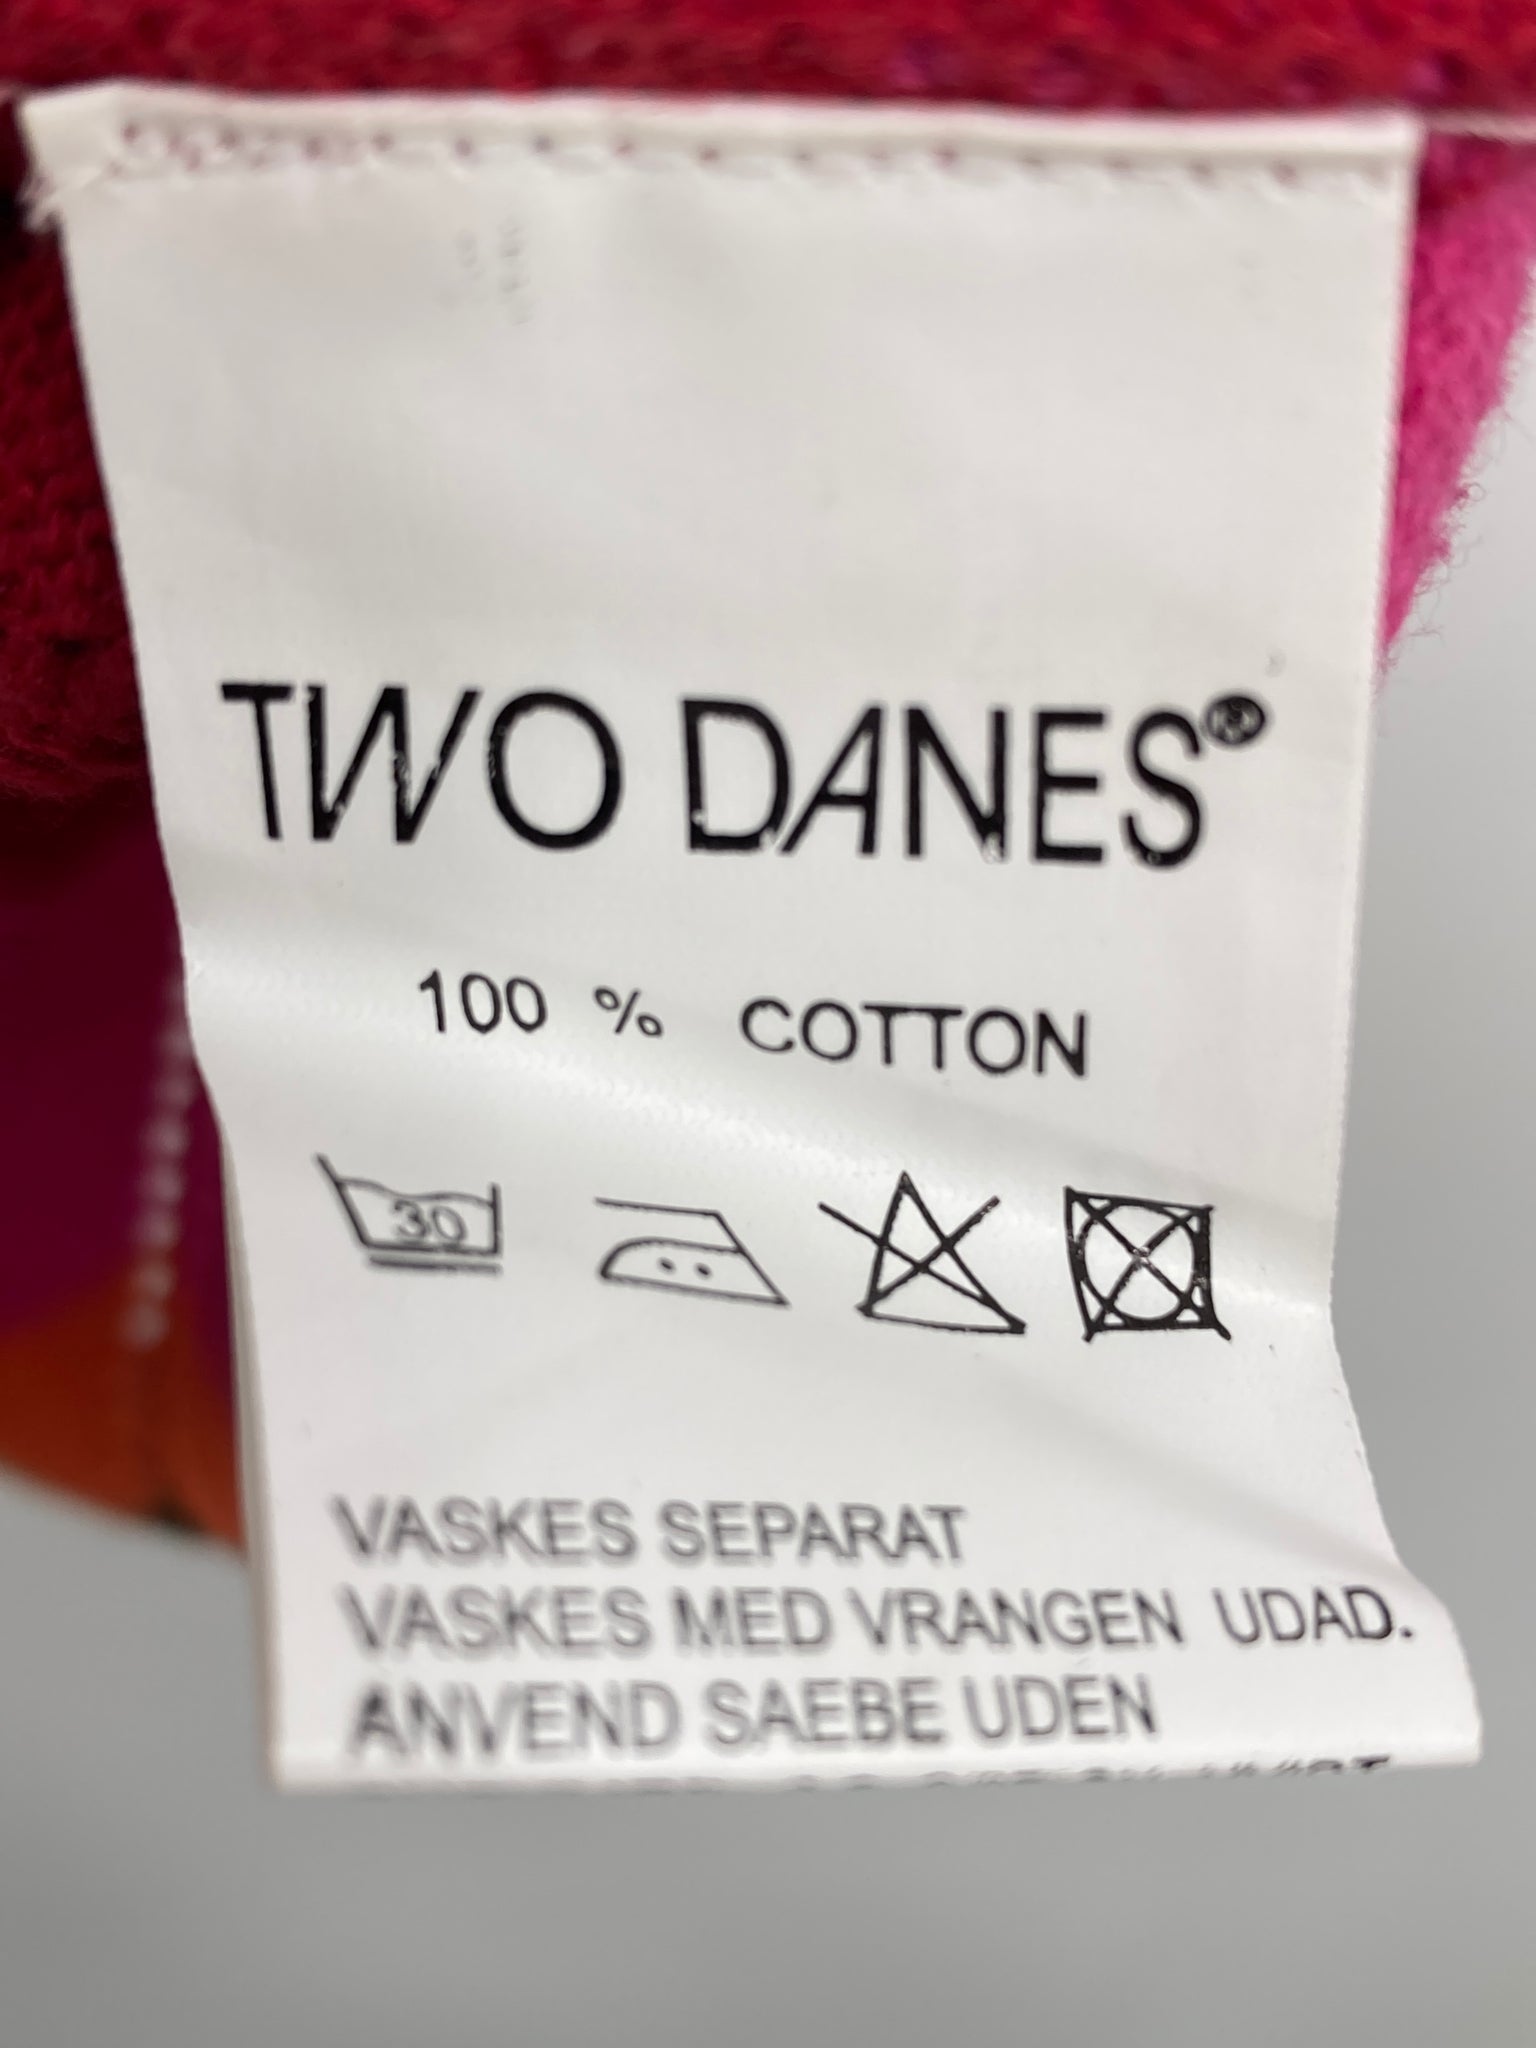 TWO DANES®
100 % COTTON
30
VASKES SEPARAT
VASKES MED VRANGEN UDAD.
ANVEND SAEBE UDEN